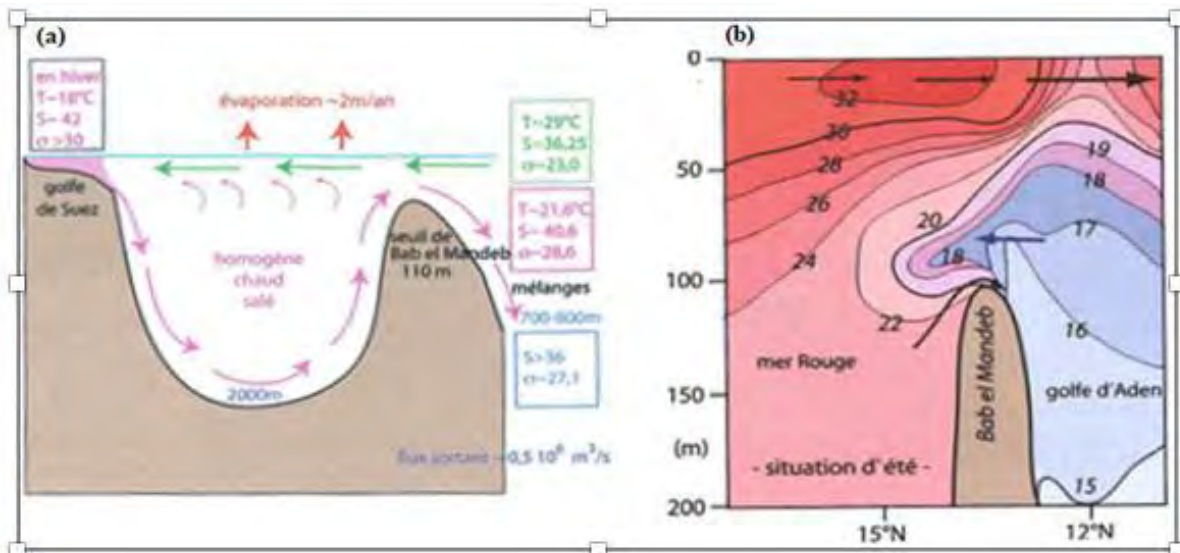 (a)
en hiver
T~18°C
S~ 42
σ >30
golfe
de Suez
évaporation ~2m/an
T~29°C
S~36,25
σ~23,0
T~21,6°C
S~ 40,6
σ~28,6
seuil de
Bab el Mandeb
110 m
homogène
chaud
salé
mélanges
700-800m
S>36
σ~27,1
2000m
flux sortant ~0,5 10⁶ m³/s
(b)
0
50
100
150
(m)
200
32
30
28
26
24
22
20
19
18
17
18
16
15
mer Rouge
Bab el Mandeb
golfe d'Aden
- situation d'été -
15°N
12°N